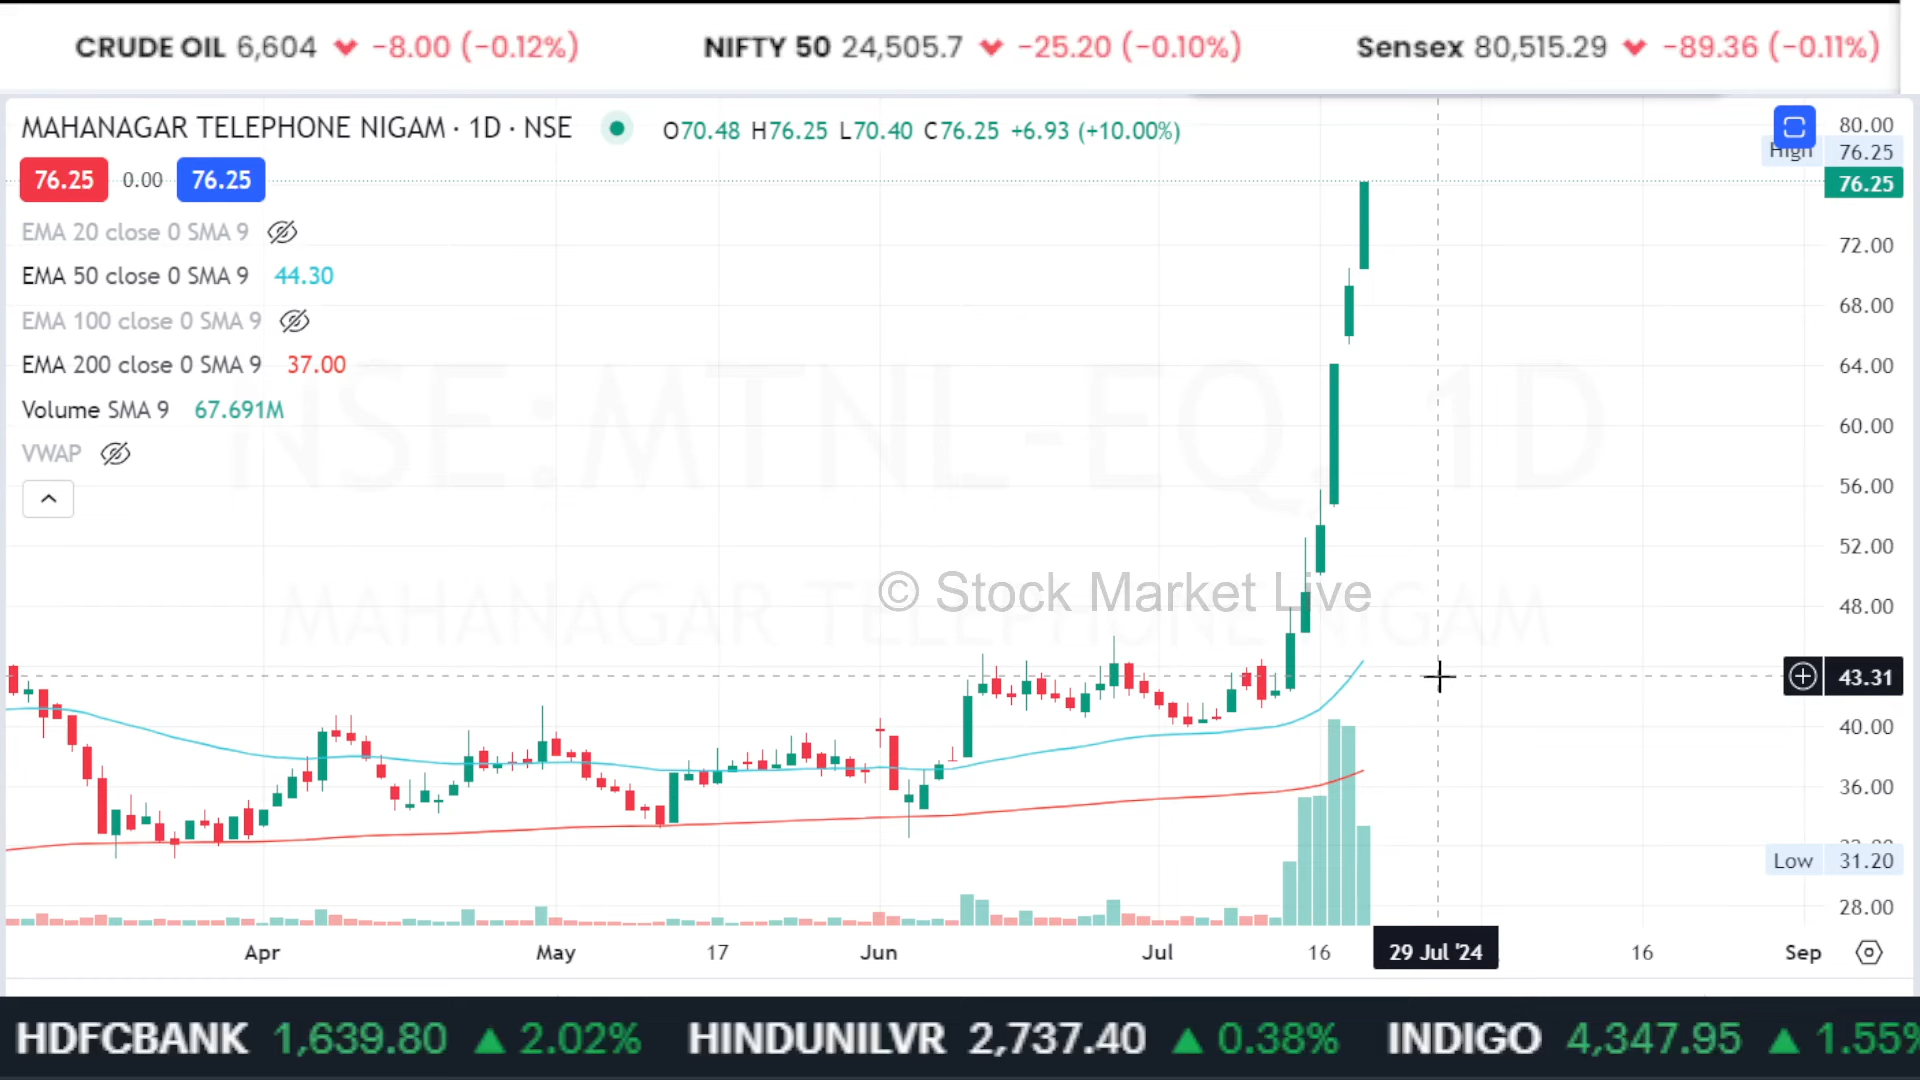 CRUDE OIL 6,604 -8.00 (-0.12%) NIFTY 50 24,505.7 -25.20 (-0.10%) Sensex 80,515.29 -89.36 (-0.11%)
MAHANAGAR TELEPHONE NIGAM · 1D · NSE O70.48 H76.25 L70.40 C76.25 +6.93 (+10.00%)
80.00
High 76.25
76.25 0.00 76.25
76.25
EMA 20 close 0 SMA 9
72.00
EMA 50 close 0 SMA 9 44.30
68.00
EMA 100 close 0 SMA 9
EMA 200 close 0 SMA 9 37.00
64.00
Volume SMA 9 67.691M
60.00
NSE:MTNL-EQ, 1D
VWAP
56.00
52.00
© Stock Market Live
48.00
MAHANAGAR TELEPHONE NIGAM
43.31
40.00
36.00
Low 31.20
28.00
Apr May 17 Jun Jul 16 29 Jul '24 16 Sep
HDFCBANK 1,639.80 ▲ 2.02% HINDUNILVR 2,737.40 ▲ 0.38% INDIGO 4,347.95 ▲ 1.55%